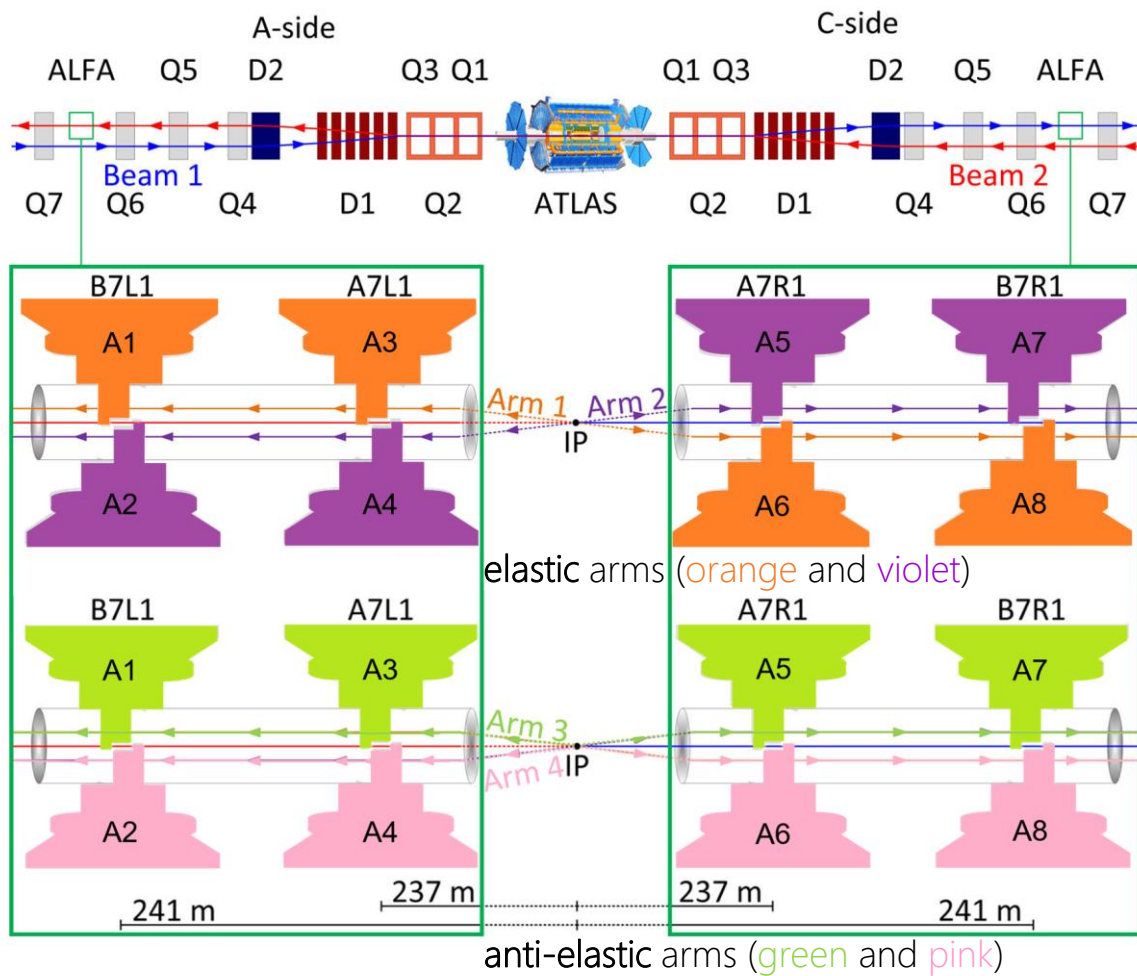 A-side C-side
ALFA Q5 D2 Q3 Q1 Q1 Q3 D2 Q5 ALFA
Beam 1 Beam 2
Q7 Q6 Q4 D1 Q2 ATLAS Q2 D1 Q4 Q6 Q7
B7L1 A7L1 A7R1 B7R1
A1 A3 A5 A7
Arm 1 Arm 2
IP
A2 A4 A6 A8
elastic arms (orange and violet)
B7L1 A7L1 A7R1 B7R1
A1 A3 A5 A7
Arm 3
IP
Arm 4
A2 A4 A6 A8
237 m 237 m
241 m 241 m
anti-elastic arms (green and pink)